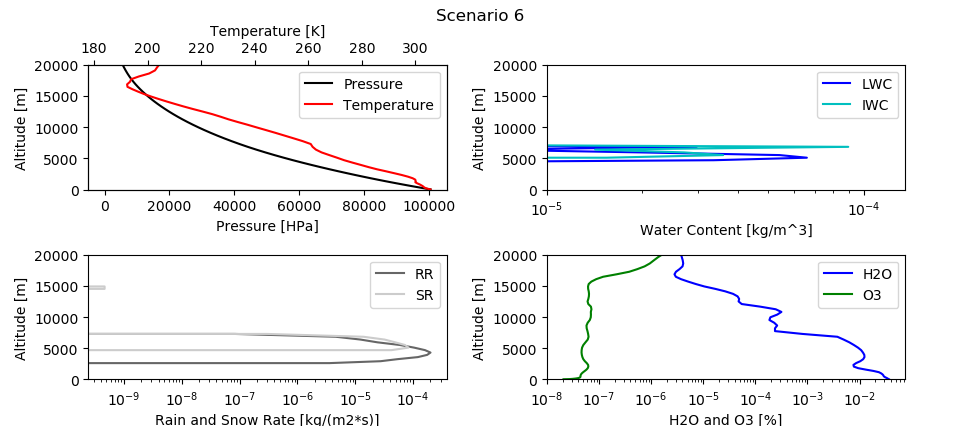 Scenario 6
Temperature [K]
180 200 220 240 260 280 300
20000
15000
10000
5000
0
Altitude [m]
Pressure
Temperature
0 20000 40000 60000 80000 100000
Pressure [HPa]
20000
15000
10000
5000
0
Altitude [m]
LWC
IWC
10⁻⁵ 10⁻⁴
Water Content [kg/m^3]
20000
15000
10000
5000
0
Altitude [m]
RR
SR
10⁻⁹ 10⁻⁸ 10⁻⁷ 10⁻⁶ 10⁻⁵ 10⁻⁴
Rain and Snow Rate [kg/(m2*s)]
20000
15000
10000
5000
0
Altitude [m]
H2O
O3
10⁻⁸ 10⁻⁷ 10⁻⁶ 10⁻⁵ 10⁻⁴ 10⁻³ 10⁻²
H2O and O3 [%]